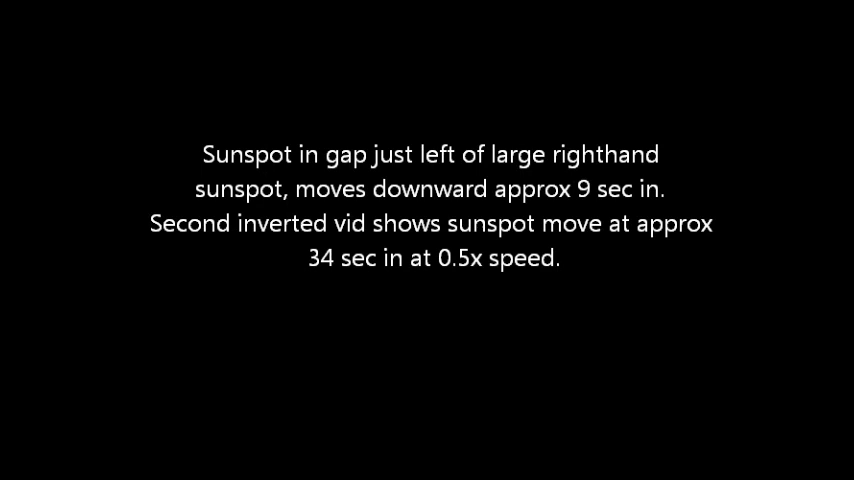 Sunspot in gap just left of large righthand
sunspot, moves downward approx 9 sec in.
Second inverted vid shows sunspot move at approx
34 sec in at 0.5x speed.